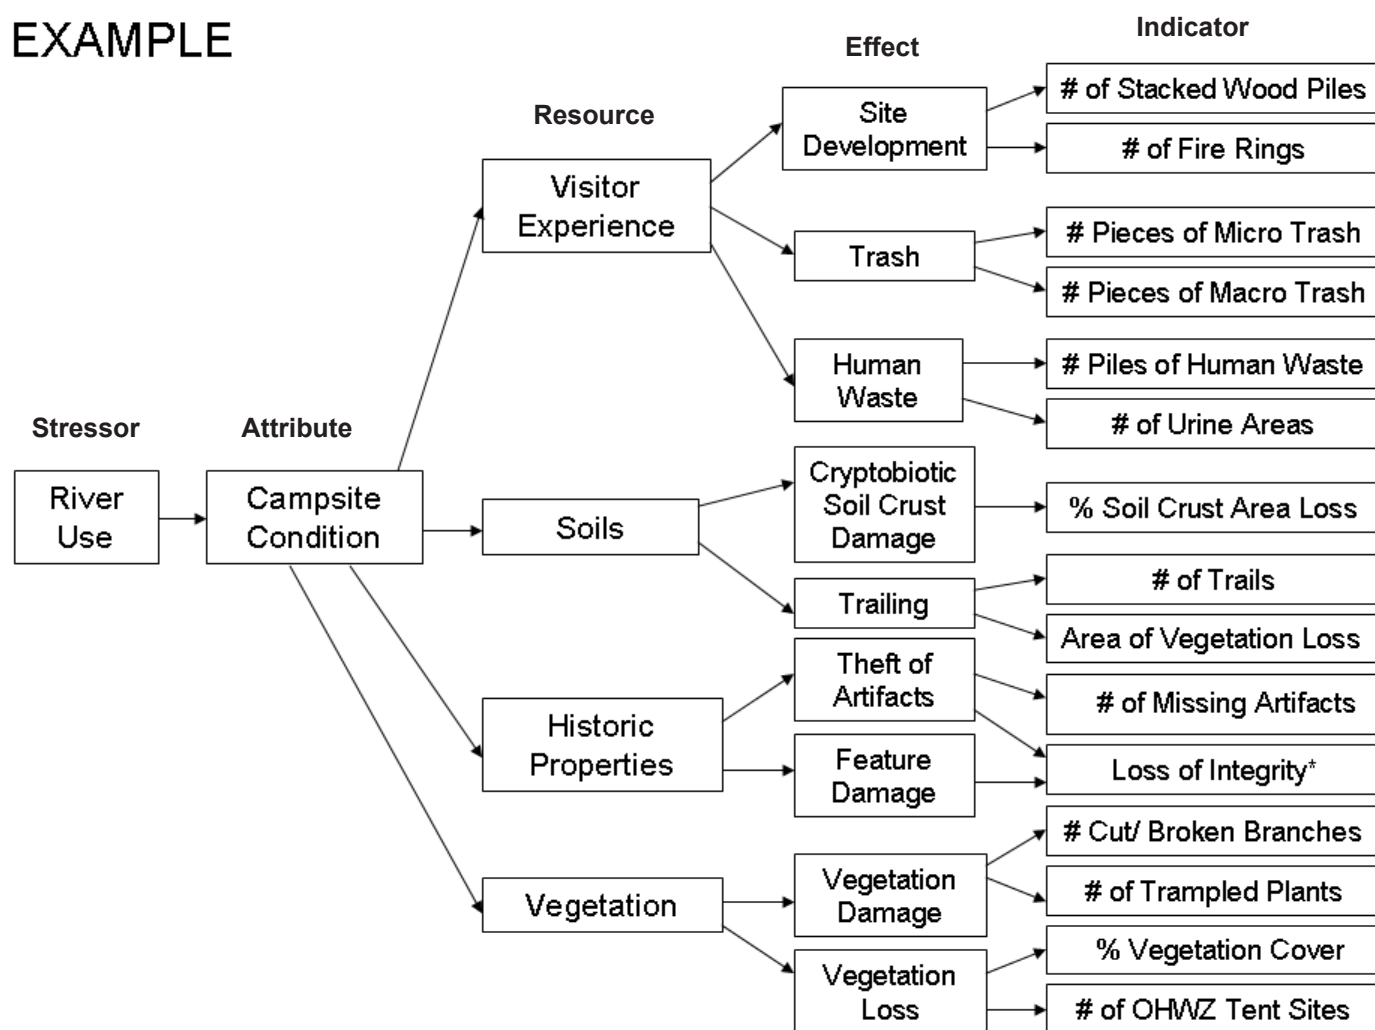 EXAMPLE
Stressor
Attribute
Resource
Effect
Indicator
River
Use
Campsite
Condition
Visitor
Experience
Soils
Historic
Properties
Vegetation
Site
Development
Trash
Human
Waste
Cryptobiotic
Soil Crust
Damage
Trailing
Theft of
Artifacts
Feature
Damage
Vegetation
Damage
Vegetation
Loss
# of Stacked Wood Piles
# of Fire Rings
# Pieces of Micro Trash
# Pieces of Macro Trash
# Piles of Human Waste
# of Urine Areas
% Soil Crust Area Loss
# of Trails
Area of Vegetation Loss
# of Missing Artifacts
Loss of Integrity*
# Cut/ Broken Branches
# of Trampled Plants
% Vegetation Cover
# of OHWZ Tent Sites